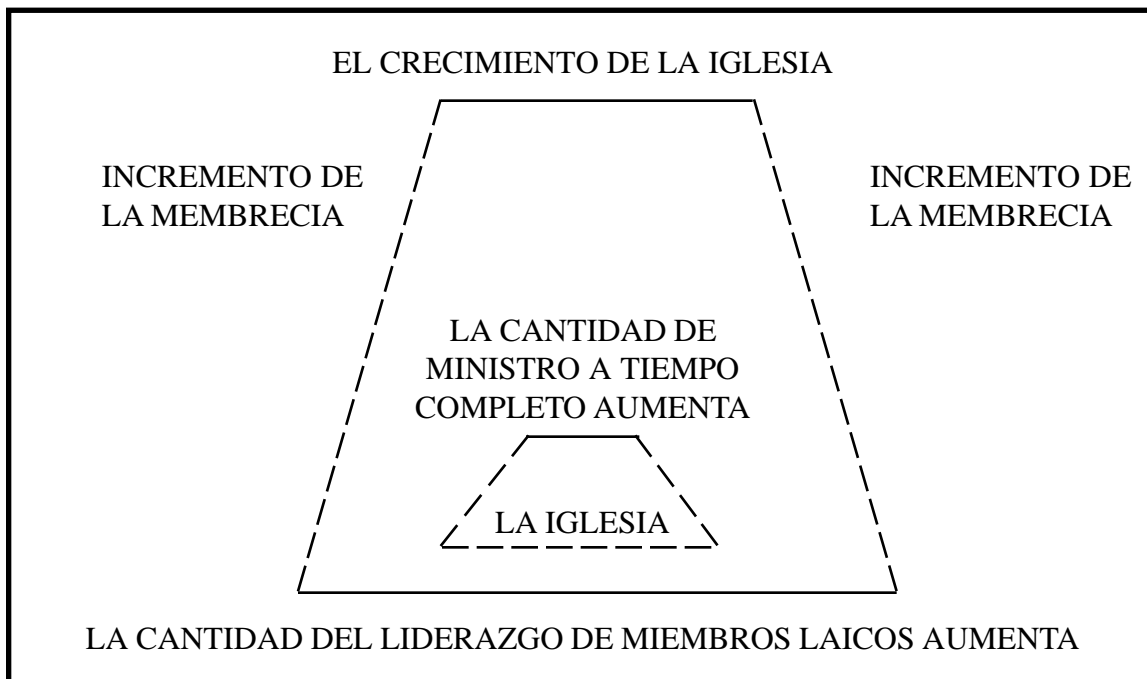 EL CRECIMIENTO DE LA IGLESIA
INCREMENTO DE
LA MEMBRECIA
INCREMENTO DE
LA MEMBRECIA
LA CANTIDAD DE
MINISTRO A TIEMPO
COMPLETO AUMENTA
LA IGLESIA
LA CANTIDAD DEL LIDERAZGO DE MIEMBROS LAICOS AUMENTA